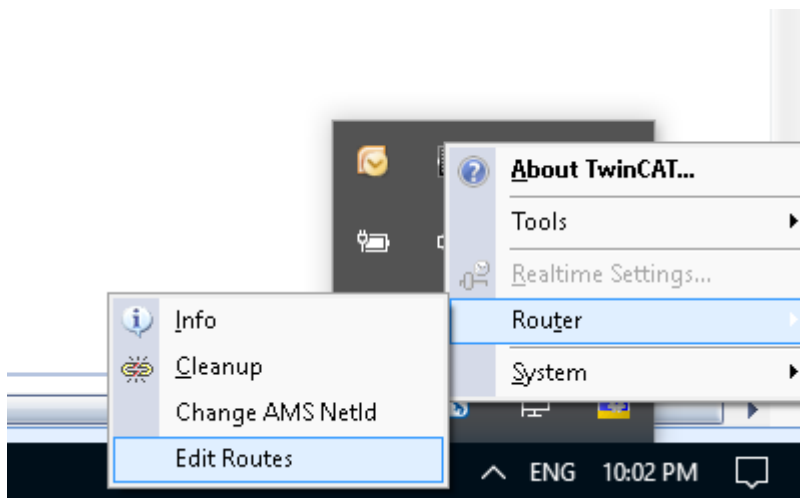 About TwinCAT...
Tools
Realtime Settings...
Router
System
Info
Cleanup
Change AMS NetId
Edit Routes
ENG 10:02 PM